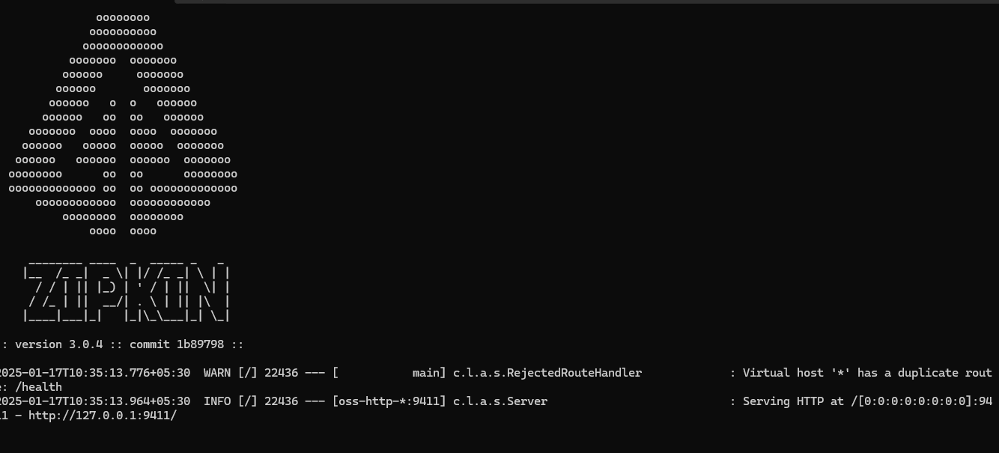 oooooooo
             oooooooooo
            oooooooooooo
          ooooooo  ooooooo
         oooooo     ooooooo
        oooooo       ooooooo
       oooooo   o  o   oooooo
      oooooo   oo  oo   oooooo
    ooooooo  oooo  oooo  ooooooo
   oooooo   ooooo  ooooo  ooooooo
  oooooo   oooooo  oooooo  ooooooo
 oooooooo      oo  oo      oooooooo
 ooooooooooooo oo  oo ooooooooooooo
     oooooooooooo  oooooooooooo
         oooooooo  oooooooo
             oooo  oooo

    ________ ____  _  _____ _   _
   |__  /_ _|  _ \| |/ /_ _| \ | |
     / / | || |_) | ' / | ||  \| |
    / /_ | ||  __/| . \ | || |\  |
   |____|___|_|   |_|\_\___|_| \_|

: version 3.0.4 :: commit 1b89798 ::

2025-01-17T10:35:13.776+05:30  WARN [/] 22436 --- [           main] c.l.a.s.RejectedRouteHandler             : Virtual host '*' has a duplicate rout
e: /health
2025-01-17T10:35:13.964+05:30  INFO [/] 22436 --- [oss-http-*:9411] c.l.a.s.Server                           : Serving HTTP at /[0:0:0:0:0:0:0:0]:94
11 - http://127.0.0.1:9411/